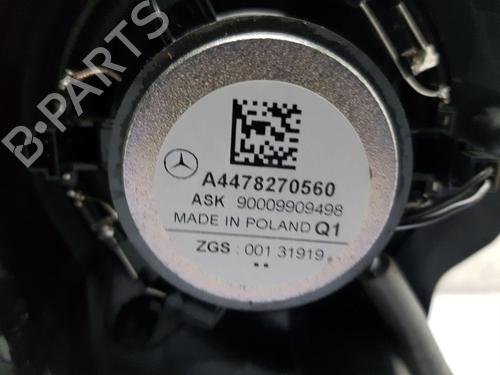 B-PARTS
A4478270560
ASK 90009909498
MADE IN POLAND Q1
ZGS : 001 31919